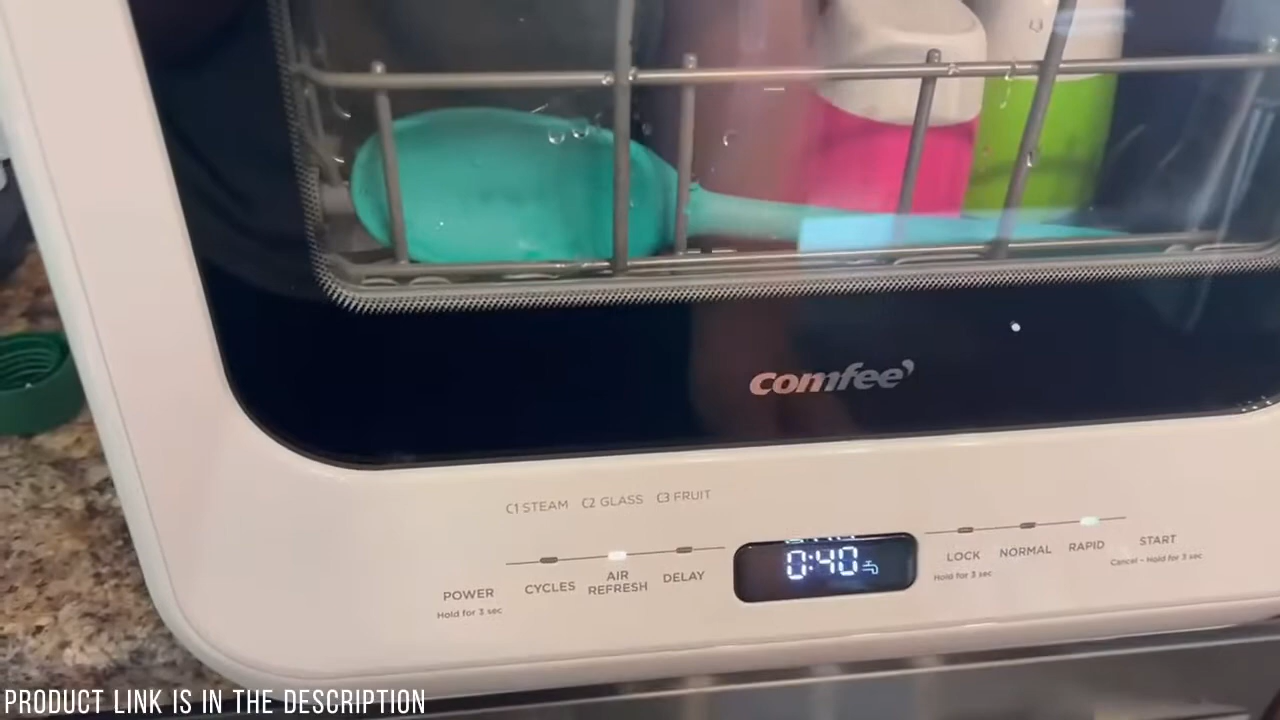 comfee'
C1 STEAM C2 GLASS C3 FRUIT
POWER
Hold for 3 sec
CYCLES
AIR
REFRESH
DELAY
0:40
LOCK
Hold for 3 sec
NORMAL
RAPID
START
Cancel - Hold for 3 sec
PRODUCT LINK IS IN THE DESCRIPTION